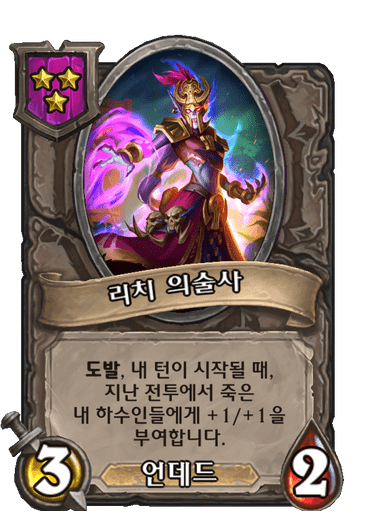 리치 의술사
도발, 내 턴이 시작될 때,
지난 전투에서 죽은
내 하수인들에게 +1/+1을
부여합니다.
3
언데드
2